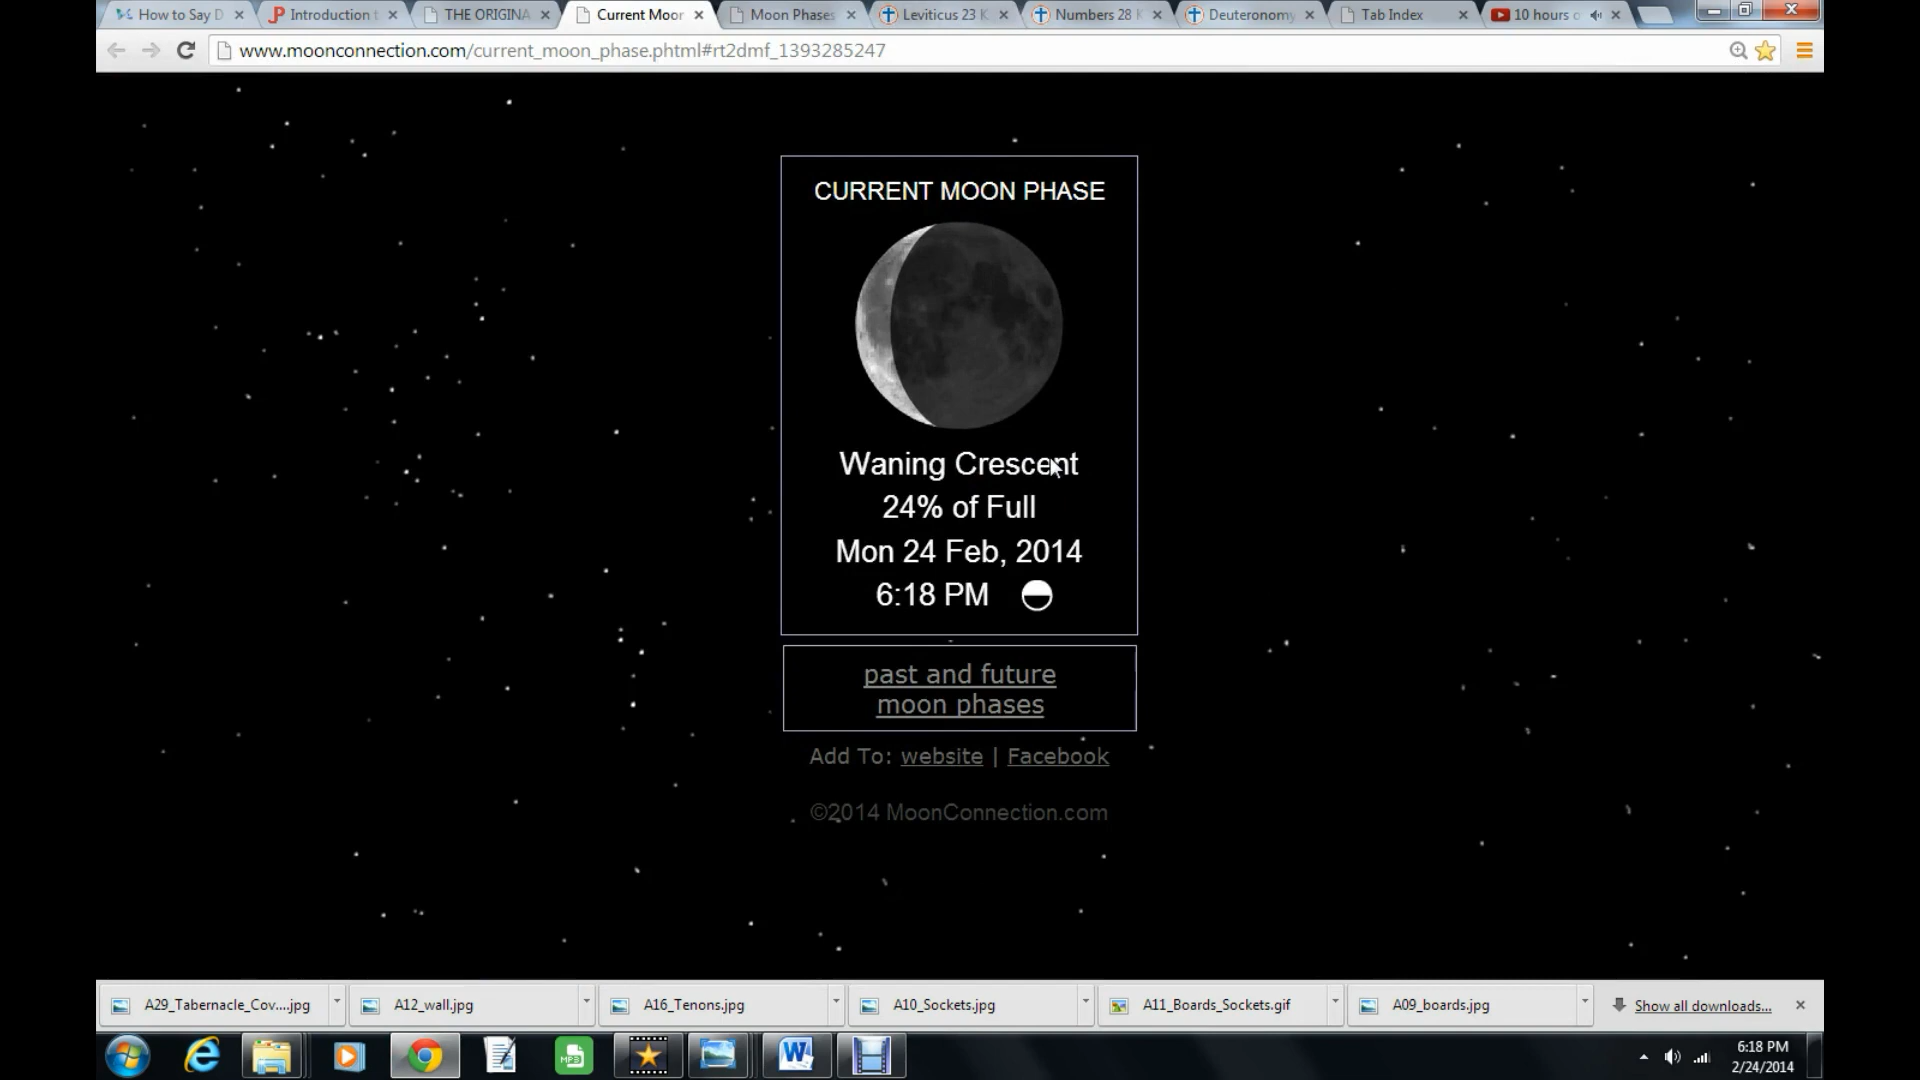 How to Say D
Introduction t
THE ORIGINA
Current Moon
Moon Phases
Leviticus 23 K
Numbers 28 K
Deuteronomy
Tab Index
10 hours o
www.moonconnection.com/current_moon_phase.phtml#rt2dmf_1393285247
CURRENT MOON PHASE
Waning Crescent
24% of Full
Mon 24 Feb, 2014
6:18 PM
past and future
moon phases
Add To: website | Facebook
©2014 MoonConnection.com
A29_Tabernacle_Cov....jpg
A12_wall.jpg
A16_Tenons.jpg
A10_Sockets.jpg
A11_Boards_Sockets.gif
A09_boards.jpg
Show all downloads...
MP3
6:18 PM
2/24/2014